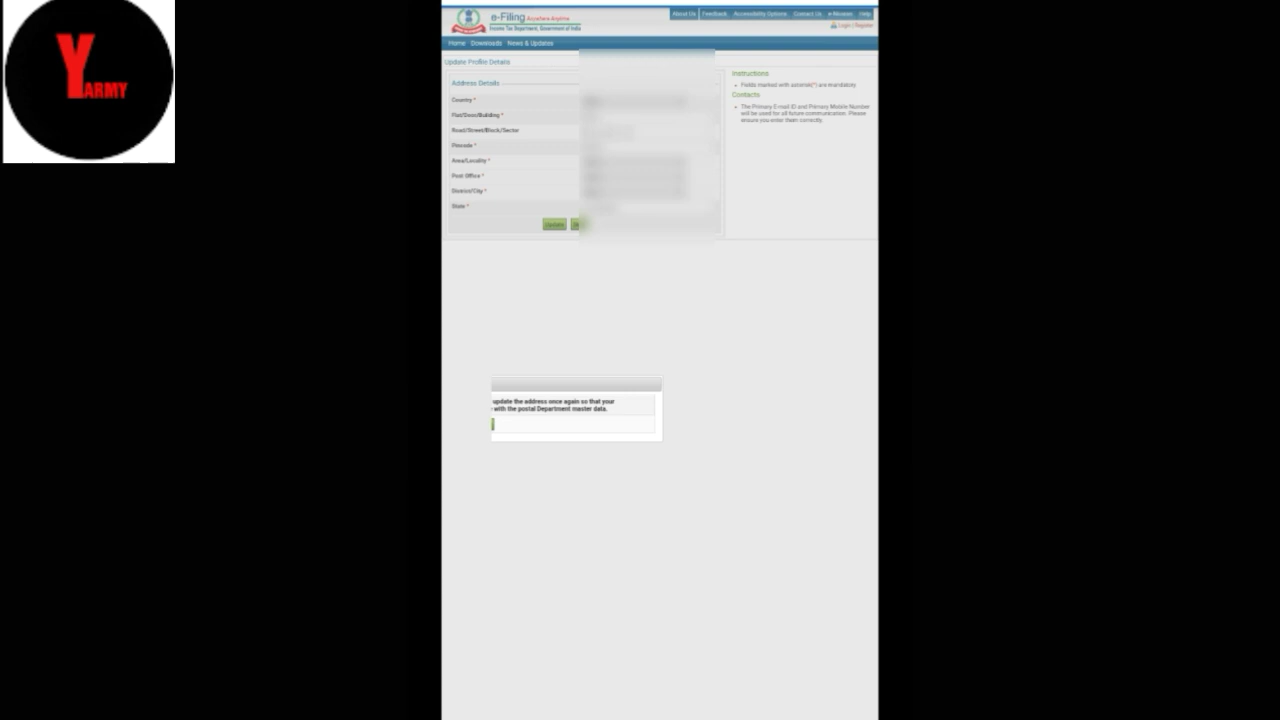 Y
ARMY
e-Filing Anywhere Anytime
Income Tax Department, Government of India
About Us Feedback Accessibility Options Contact Us e-Nivaran Help
Login / Register
Home Downloads News & Updates
Update Profile Details
Address Details
Country *
Flat/Door/Building *
Road/Street/Block/Sector
Pincode *
Area/Locality *
Post Office *
District/City *
State *
Update
Instructions
Fields marked with asterisk(*) are mandatory
Contacts
The Primary E-mail ID and Primary Mobile Number
will be used for all future communication. Please
ensure you enter them correctly.
update the address once again so that your
with the postal Department master data.